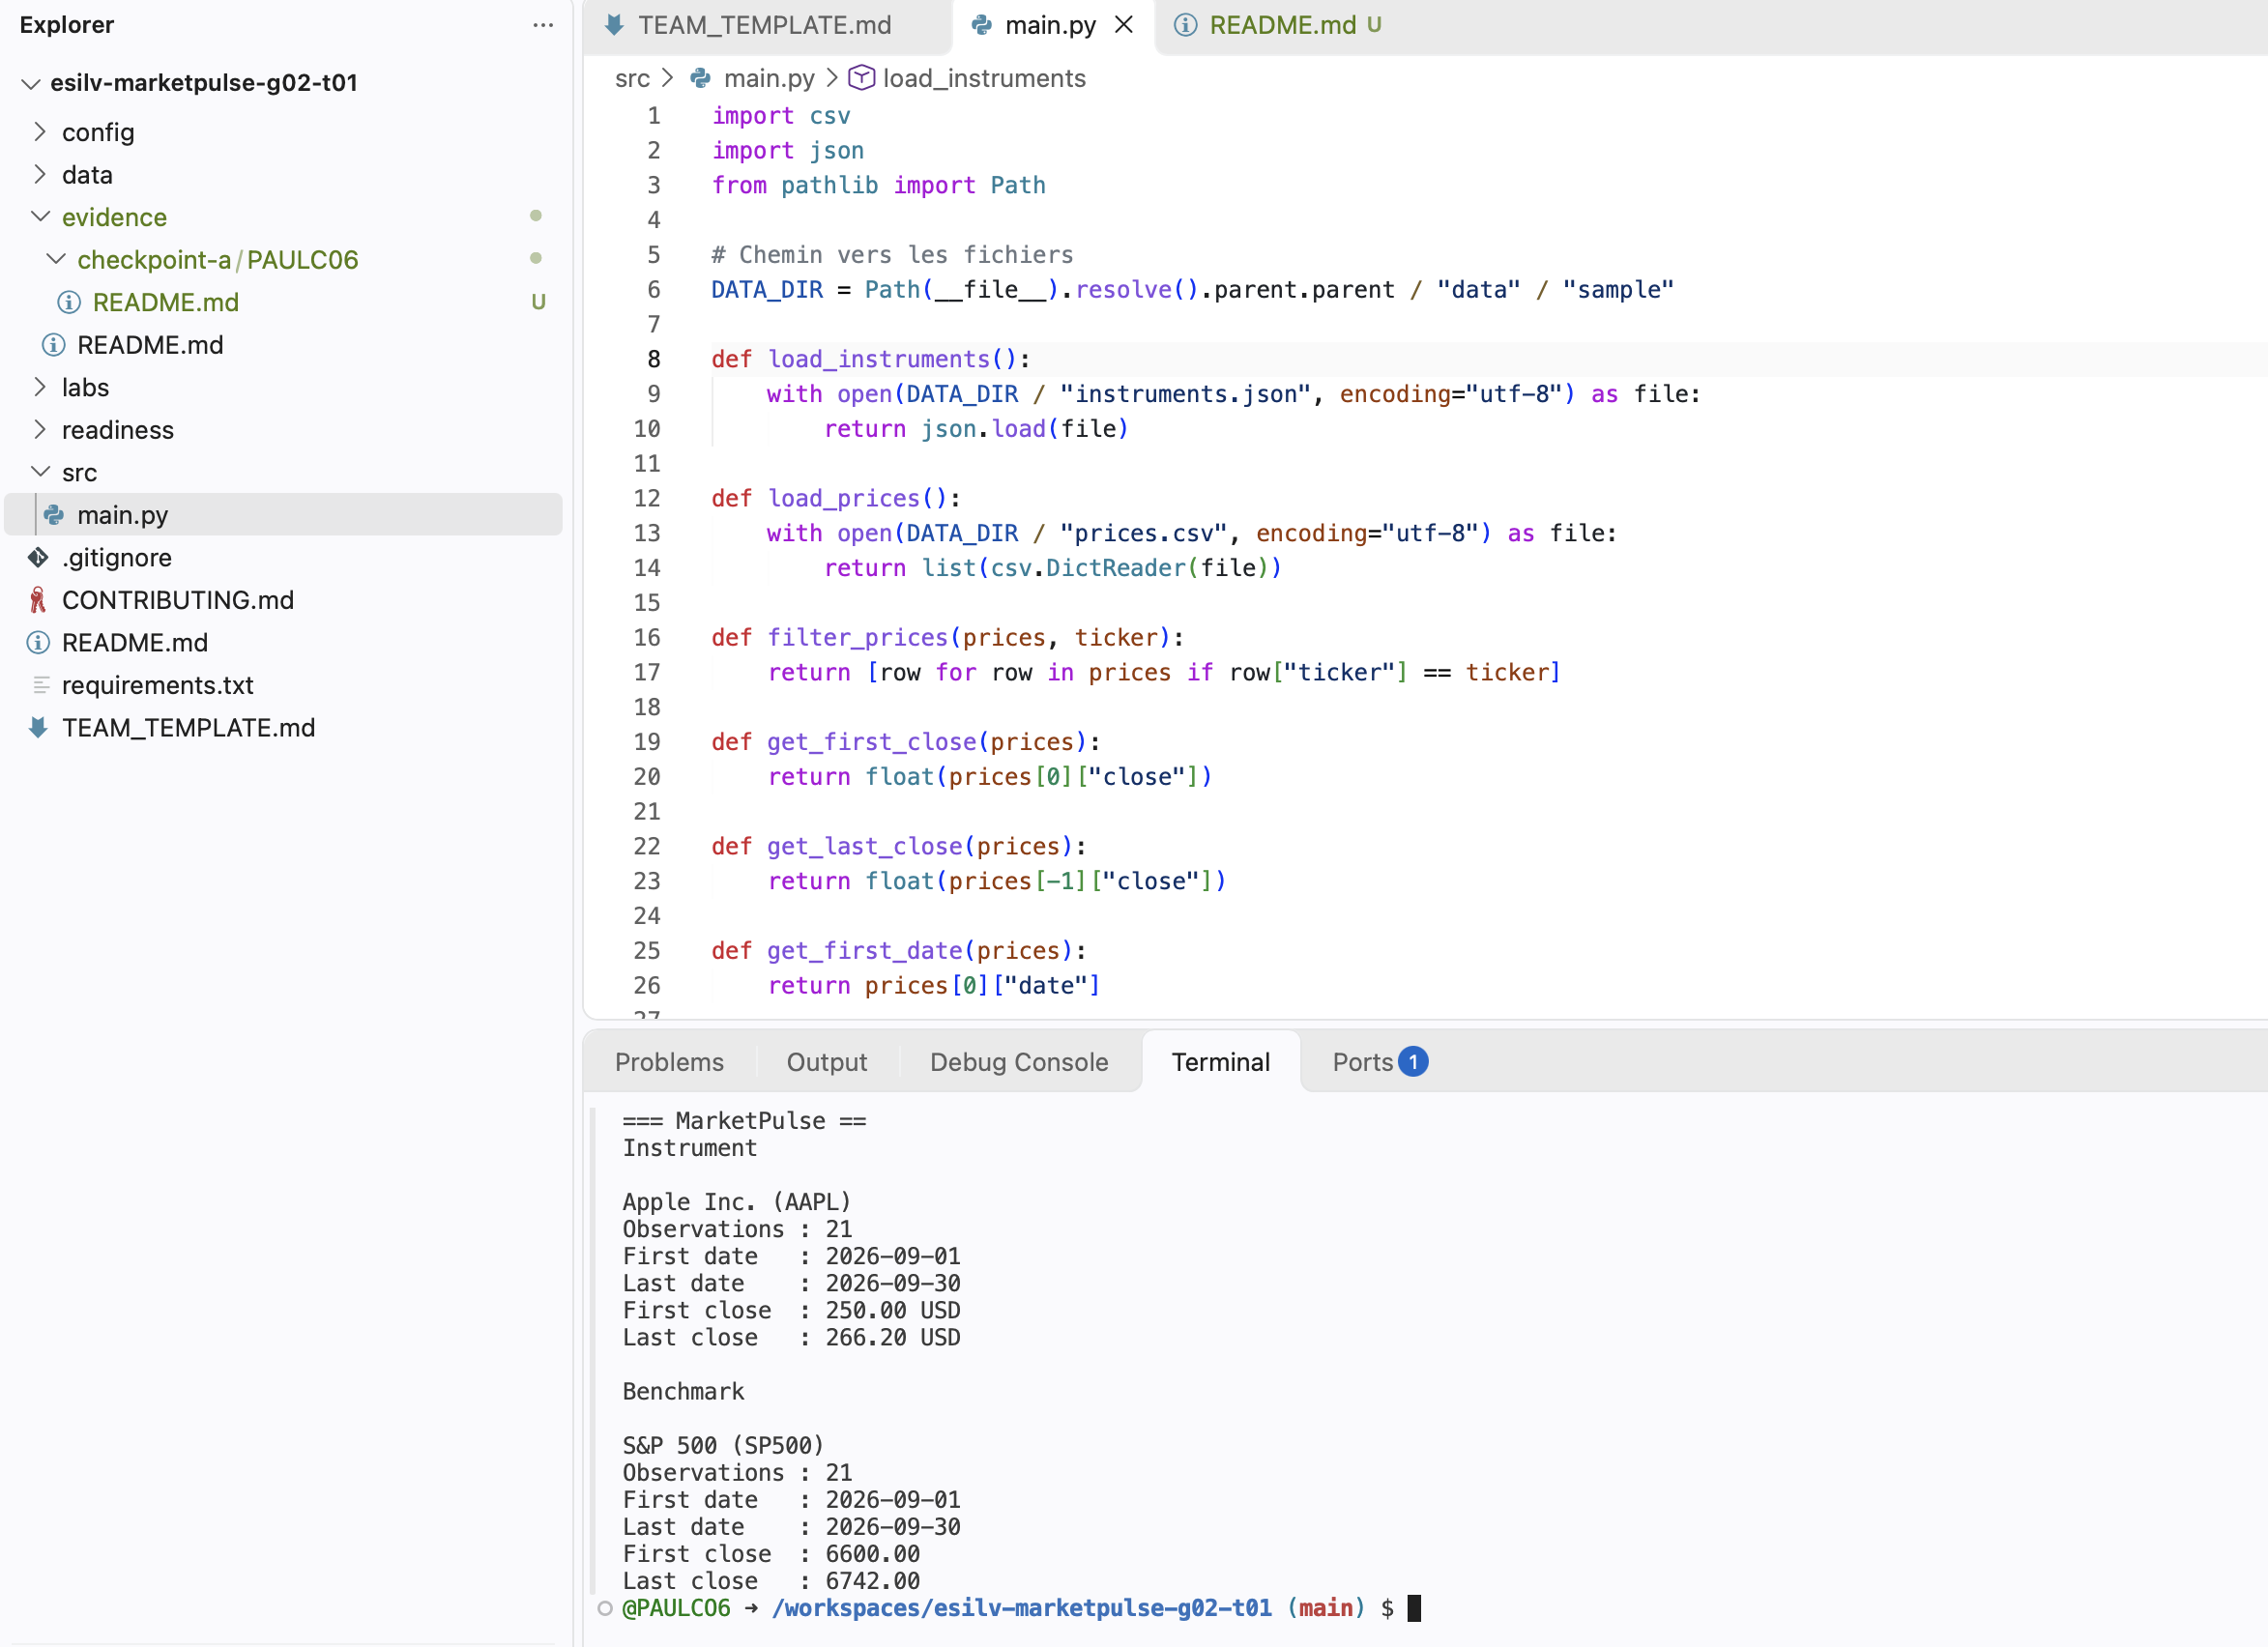 Explorer
esilv-marketpulse-g02-t01
config
data
evidence
checkpoint-a/PAULC06
README.md U
README.md
labs
readiness
src
main.py
.gitignore
CONTRIBUTING.md
README.md
requirements.txt
TEAM_TEMPLATE.md
TEAM_TEMPLATE.md main.py README.md U
src > main.py > load_instruments
1 import csv
2 import json
3 from pathlib import Path
4
5 # Chemin vers les fichiers
6 DATA_DIR = Path(__file__).resolve().parent.parent / "data" / "sample"
7
8 def load_instruments():
9     with open(DATA_DIR / "instruments.json", encoding="utf-8") as file:
10         return json.load(file)
11
12 def load_prices():
13     with open(DATA_DIR / "prices.csv", encoding="utf-8") as file:
14         return list(csv.DictReader(file))
15
16 def filter_prices(prices, ticker):
17     return [row for row in prices if row["ticker"] == ticker]
18
19 def get_first_close(prices):
20     return float(prices[0]["close"])
21
22 def get_last_close(prices):
23     return float(prices[-1]["close"])
24
25 def get_first_date(prices):
26     return prices[0]["date"]
27
Problems Output Debug Console Terminal Ports 1
=== MarketPulse ==
Instrument
Apple Inc. (AAPL)
Observations : 21
First date   : 2026-09-01
Last date    : 2026-09-30
First close  : 250.00 USD
Last close   : 266.20 USD
Benchmark
S&P 500 (SP500)
Observations : 21
First date   : 2026-09-01
Last date    : 2026-09-30
First close  : 6600.00
Last close   : 6742.00
@PAULC06 → /workspaces/esilv-marketpulse-g02-t01 (main) $